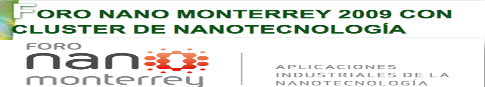 FORO NANO MONTERREY 2009 CON
CLUSTER DE NANOTECNOLOGÍA
FORO
nano
monterrey
APLICACIONES
INDUSTRIALES DE LA
NANOTECNOLOGÍA